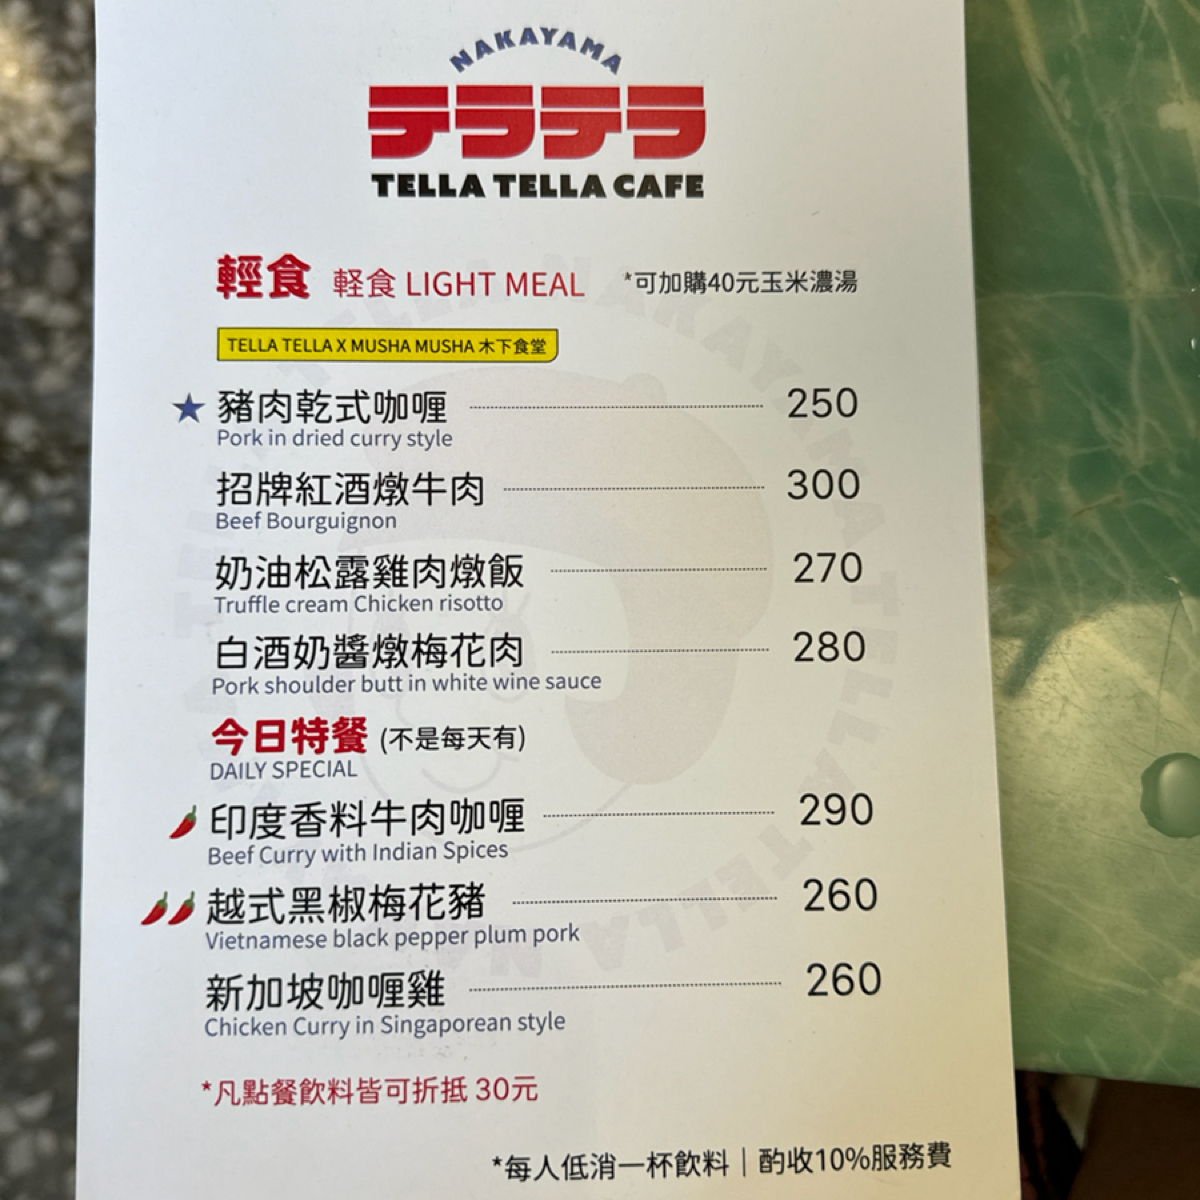 NAKAYAMA
テラテラ
TELLA TELLA CAFE
輕食 軽食 LIGHT MEAL *可加購40元玉米濃湯
TELLA TELLA X MUSHA MUSHA 木下食堂
★ 豬肉乾式咖喱 250
Pork in dried curry style
招牌紅酒燉牛肉 300
Beef Bourguignon
奶油松露雞肉燉飯 270
Truffle cream Chicken risotto
白酒奶醬燉梅花肉 280
Pork shoulder butt in white wine sauce
今日特餐 (不是每天有)
DAILY SPECIAL
印度香料牛肉咖喱 290
Beef Curry with Indian Spices
越式黑椒梅花豬 260
Vietnamese black pepper plum pork
新加坡咖喱雞 260
Chicken Curry in Singaporean style
*凡點餐飲料皆可折抵 30元
*每人低消一杯飲料｜酌收10%服務費